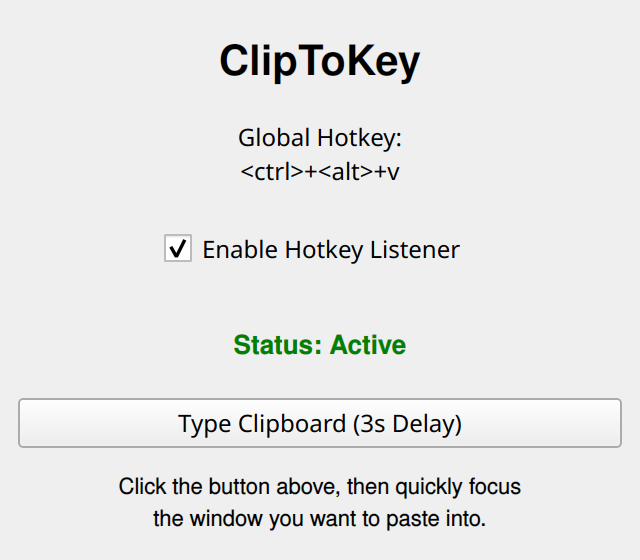 ClipToKey
Global Hotkey:
<ctrl>+<alt>+v
Enable Hotkey Listener
Status: Active
Type Clipboard (3s Delay)
Click the button above, then quickly focus
the window you want to paste into.